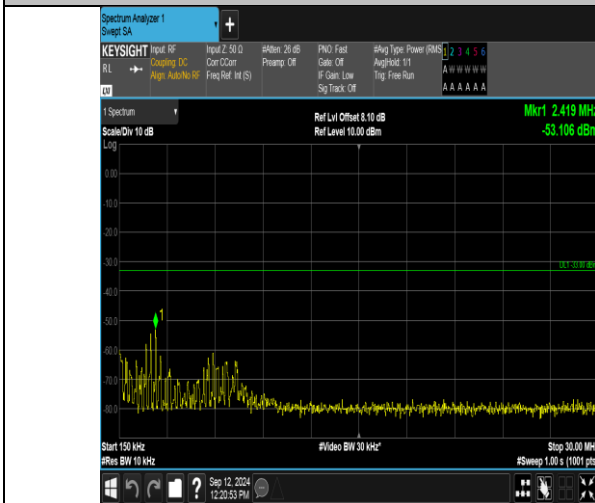 Spectrum Analyzer 1
Swept SA
+
KEYSIGHT
RL
Input: RF
Coupling: DC
Align: Auto/No RF
Input Z: 50 Ω
Corr CCorr
Freq Ref: Int (S)
#Atten: 26 dB
Preamp: Off
PNO: Fast
Gate: Off
IF Gain: Low
Sig Track: Off
#Avg Type: Power (RMS
Avg|Hold: 1/1
Trig: Free Run
1 2 3 4 5 6
A W W W W W
A A A A A A
1 Spectrum
Scale/Div 10 dB
Log
Ref Lvl Offset 8.10 dB
Ref Level 10.00 dBm
Mkr1 2.419 MHz
-53.106 dBm
0.00
-10.0
-20.0
-30.0
DL1 -33.00 dBm
-40.0
-50.0
1
-60.0
-70.0
-80.0
Start 150 kHz
#Res BW 10 kHz
#Video BW 30 kHz*
Stop 30.00 MHz
#Sweep 1.00 s (1001 pts)
?
Sep 12, 2024
12:20:53 PM